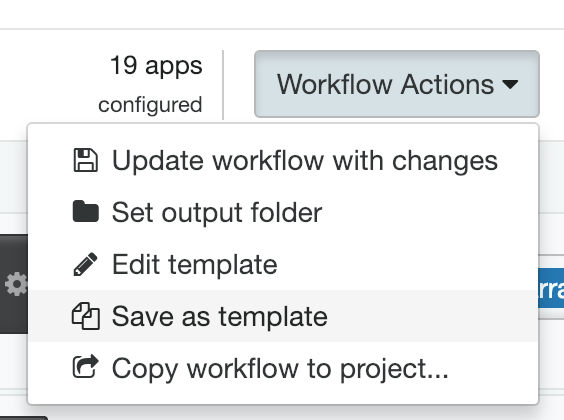 19 apps
configured
Workflow Actions
Update workflow with changes
Set output folder
Edit template
Save as template
Copy workflow to project...